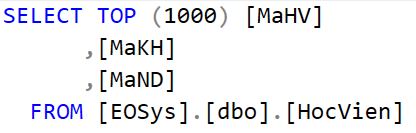 SELECT TOP (1000) [MaHV]
,[MaKH]
,[MaND]
FROM [EOSys].[dbo].[HocVien]